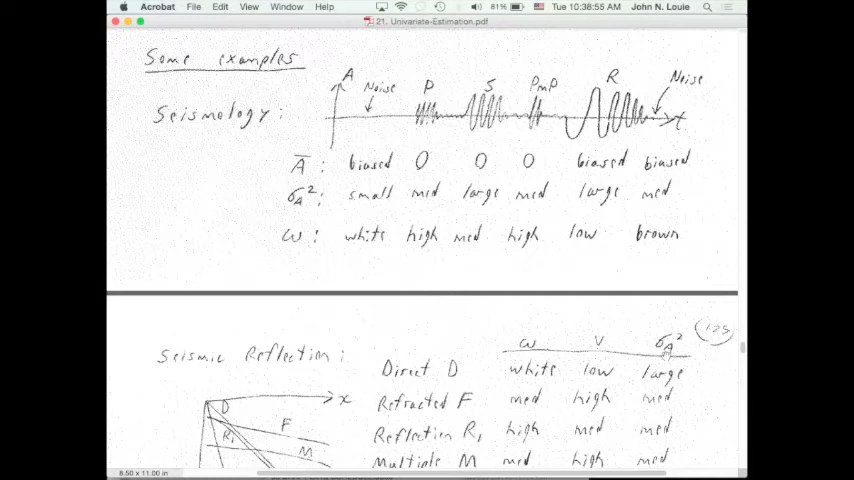 Acrobat File Edit View Window Help 81% Tue 10:38:55 AM John N. Louie
21. Univariate-Estimation.pdf
Some examples
A Noise P S PmP R Noise
Seismology: t
A̅: biased 0 0 0 biased biased
σA²: small med large med large med
ω: white high med high low brown
125
ω V σA²
Seismic Reflection:
Direct D white low large
x Refracted F med high med
D F
R1 Reflection R1 high med med
M Multiple M med high med
8.50 x 11.00 in